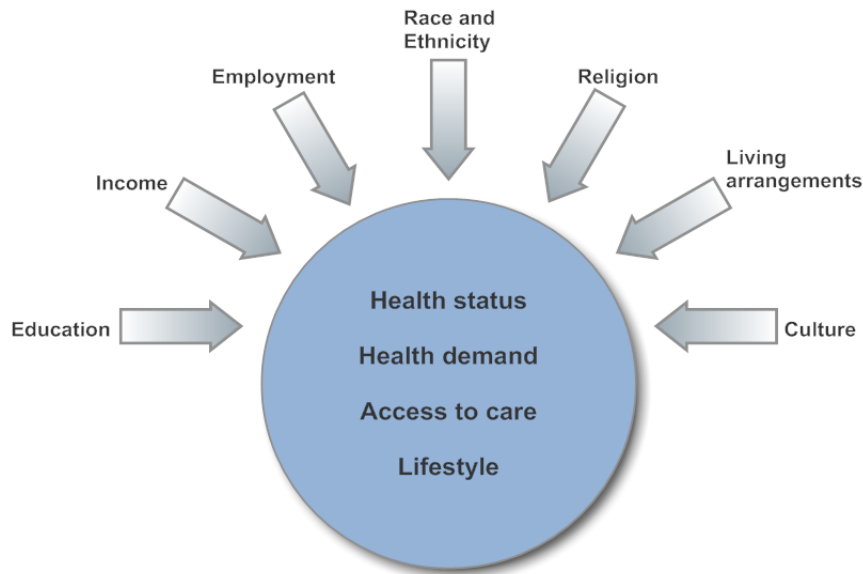 Race and
Ethnicity
Employment
Religion
Income
Living
arrangements
Education
Culture
Health status
Health demand
Access to care
Lifestyle